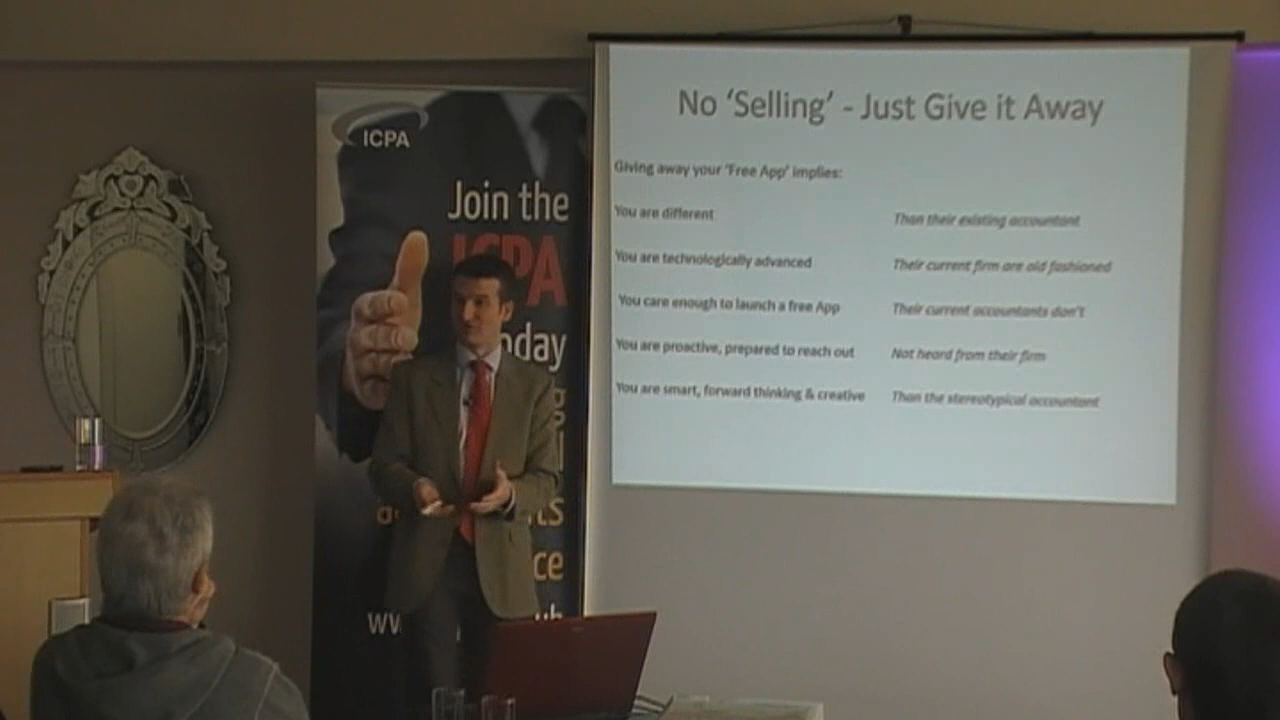 ICPA
Join the
ICPA
oday
ts
ce
No 'Selling' - Just Give it Away
Giving away your 'Free App' implies:
You are different Than their existing accountant
You are technologically advanced Their current firm are old fashioned
You care enough to launch a free App Their current accountants don't
You are proactive, prepared to reach out Not heard from their firm
You are smart, forward thinking & creative Than the stereotypical accountant